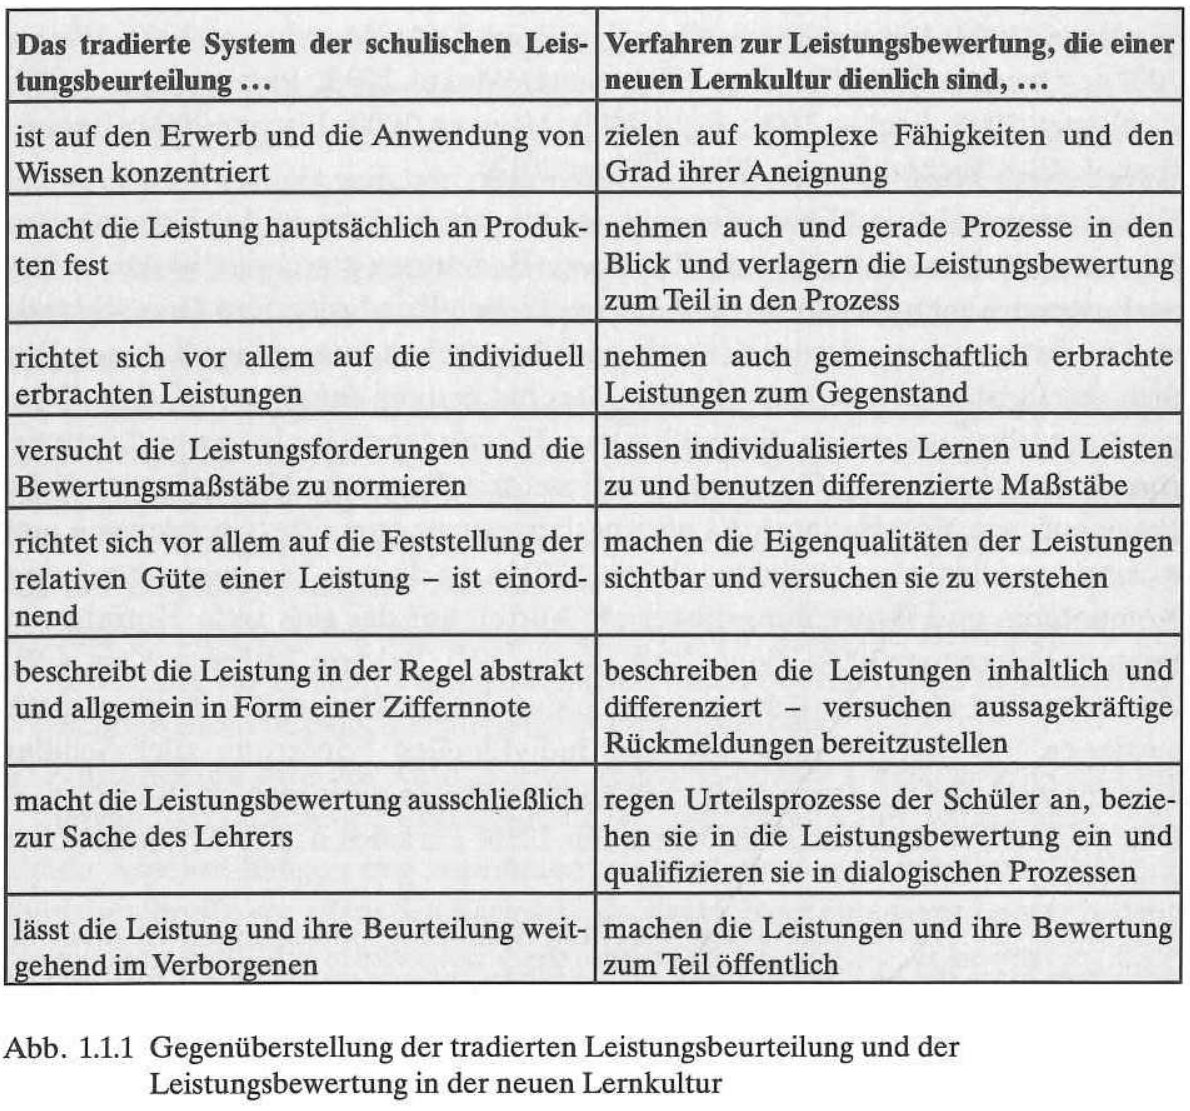 Das tradierte System der schulischen Leis-
tungsbeurteilung ...
Verfahren zur Leistungsbewertung, die einer
neuen Lernkultur dienlich sind, ...
ist auf den Erwerb und die Anwendung von
Wissen konzentriert
zielen auf komplexe Fähigkeiten und den
Grad ihrer Aneignung
macht die Leistung hauptsächlich an Produk-
ten fest
nehmen auch und gerade Prozesse in den
Blick und verlagern die Leistungsbewertung
zum Teil in den Prozess
richtet sich vor allem auf die individuell
erbrachten Leistungen
nehmen auch gemeinschaftlich erbrachte
Leistungen zum Gegenstand
versucht die Leistungsforderungen und die
Bewertungsmaßstäbe zu normieren
lassen individualisiertes Lernen und Leisten
zu und benutzen differenzierte Maßstäbe
richtet sich vor allem auf die Feststellung der
relativen Güte einer Leistung – ist einord-
nend
machen die Eigenqualitäten der Leistungen
sichtbar und versuchen sie zu verstehen
beschreibt die Leistung in der Regel abstrakt
und allgemein in Form einer Ziffernnote
beschreiben die Leistungen inhaltlich und
differenziert – versuchen aussagekräftige
Rückmeldungen bereitzustellen
macht die Leistungsbewertung ausschließlich
zur Sache des Lehrers
regen Urteilsprozesse der Schüler an, bezie-
hen sie in die Leistungsbewertung ein und
qualifizieren sie in dialogischen Prozessen
lässt die Leistung und ihre Beurteilung weit-
gehend im Verborgenen
machen die Leistungen und ihre Bewertung
zum Teil öffentlich
Abb. 1.1.1 Gegenüberstellung der tradierten Leistungsbeurteilung und der
Leistungsbewertung in der neuen Lernkultur